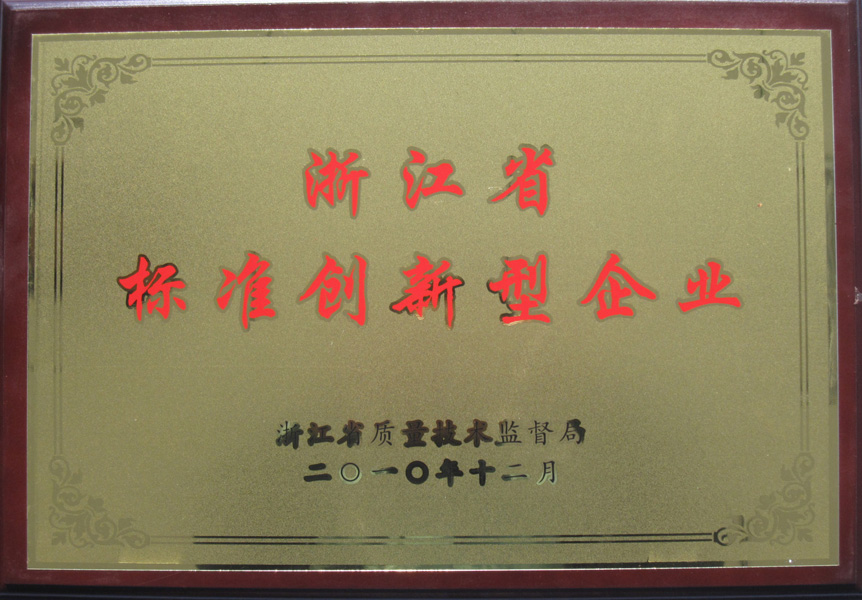 浙江省
标准创新型企业
浙江省质量技术监督局
二〇一〇年十二月